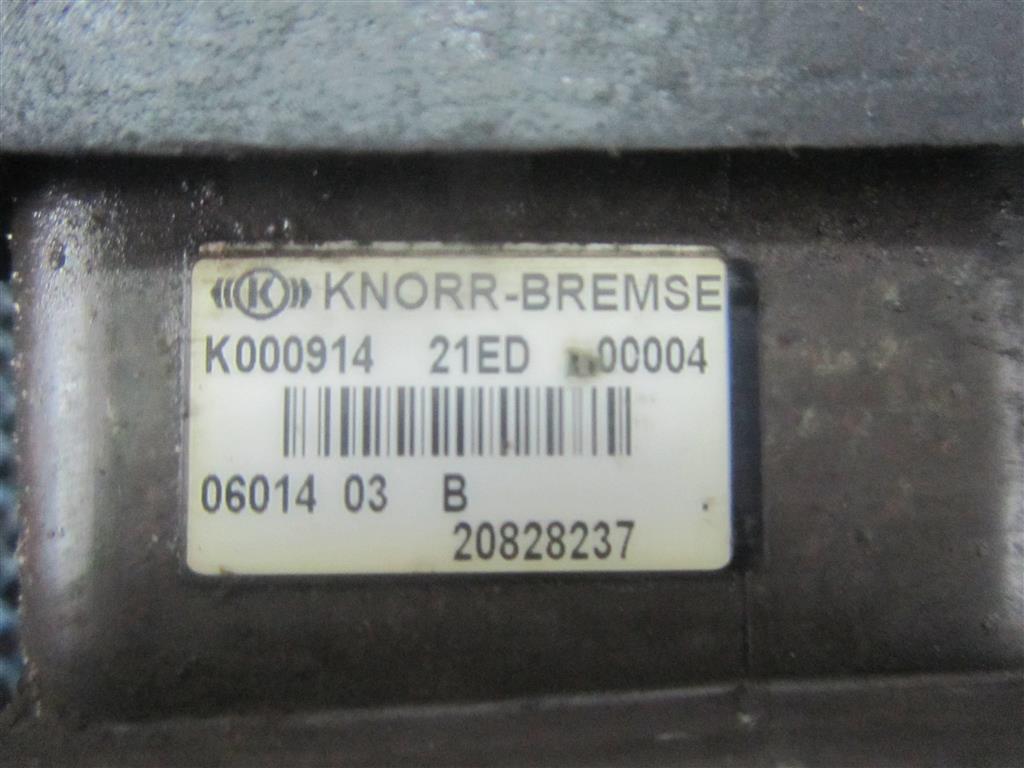 K KNORR-BREMSE
K000914 21ED 00004
06014 03 B
20828237